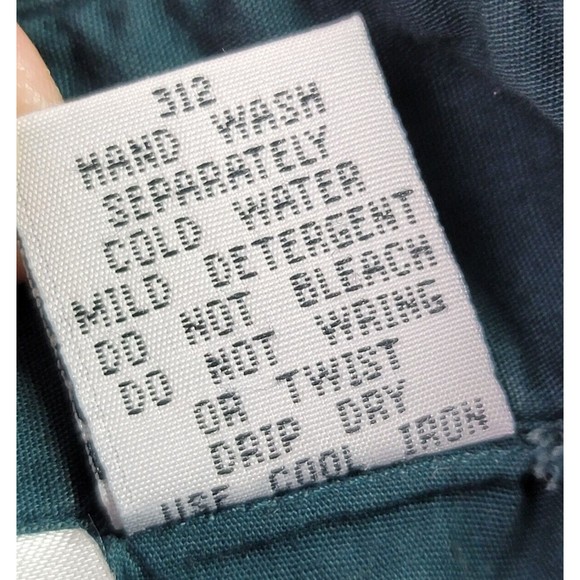 312
HAND WASH
SEPARATELY
COLD WATER
MILD DETERGENT
DO NOT BLEACH
DO NOT WRING
OR TWIST
DRIP DRY
USE COOL IRON